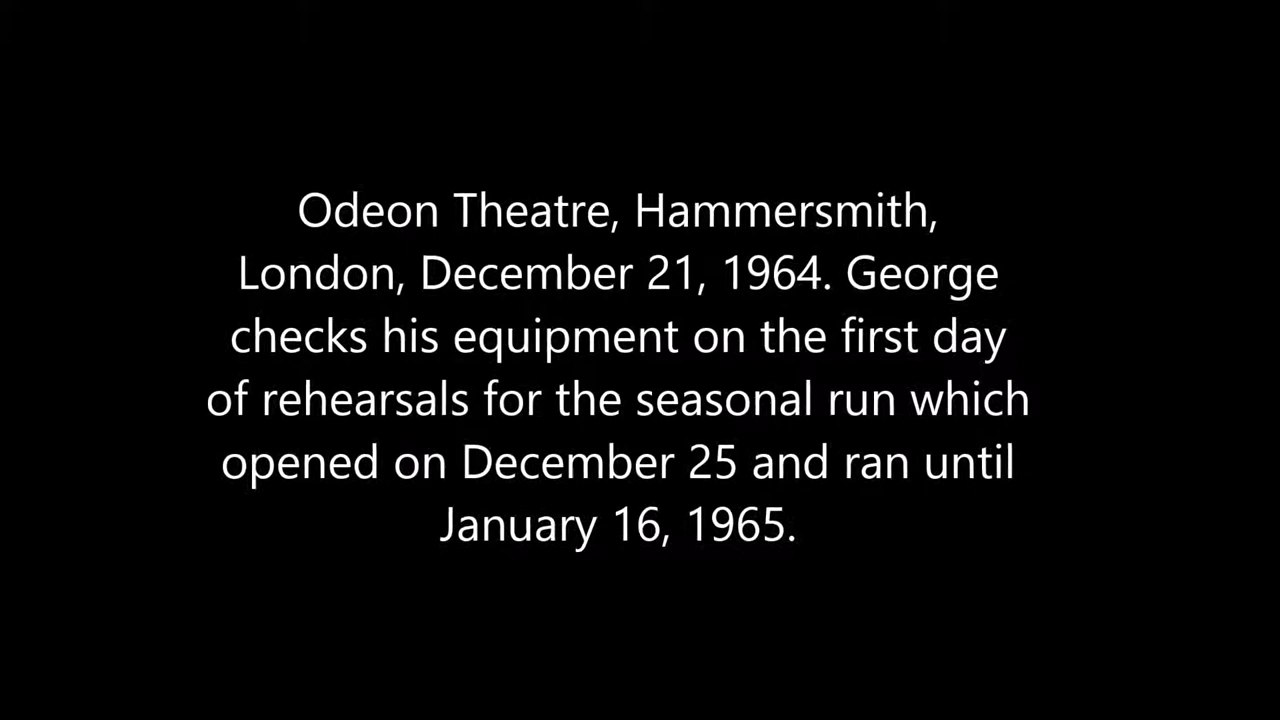 Odeon Theatre, Hammersmith,
London, December 21, 1964. George
checks his equipment on the first day
of rehearsals for the seasonal run which
opened on December 25 and ran until
January 16, 1965.